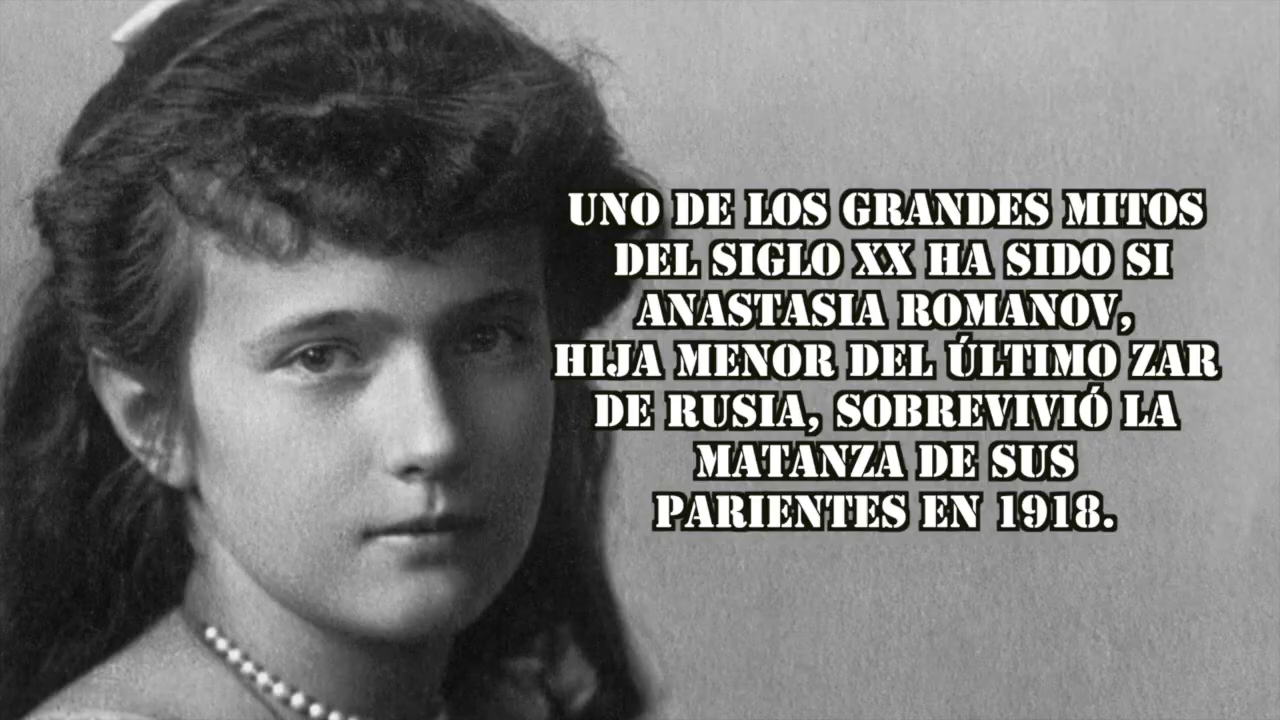 UNO DE LOS GRANDES MITOS
DEL SIGLO XX HA SIDO SI
ANASTASIA ROMANOV,
HIJA MENOR DEL ÚLTIMO ZAR
DE RUSIA, SOBREVIVIÓ LA
MATANZA DE SUS
PARIENTES EN 1918.